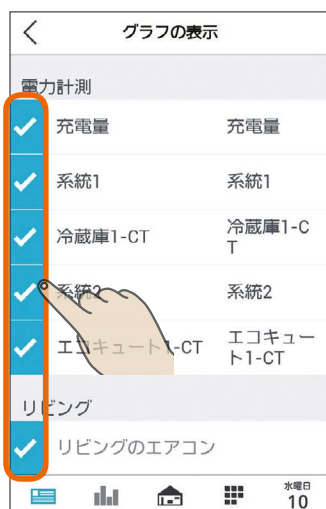 グラフの表示
電力計測
充電量 充電量
系統1 系統1
冷蔵庫1-CT 冷蔵庫1-C
T
系統2 系統2
エコキュート1-CT エコキュー
ト1-CT
リビング
リビングのエアコン
水曜日
10